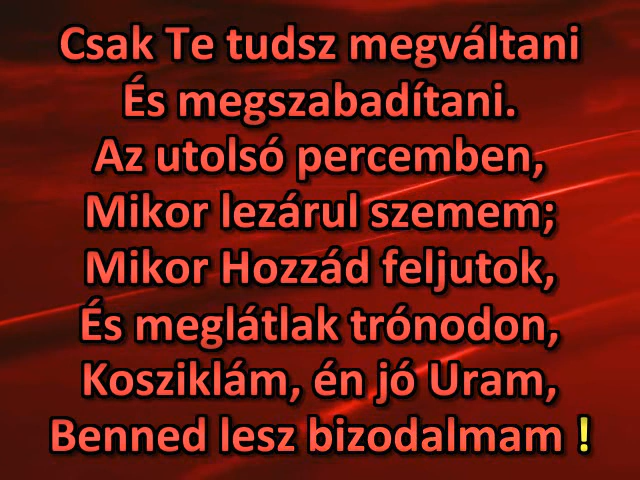 Csak Te tudsz megváltani
És megszabadítani.
Az utolsó percemben,
Mikor lezárul szemem;
Mikor Hozzád feljutok,
És meglátlak trónodon,
Kosziklám, én jó Uram,
Benned lesz bizodalmam !